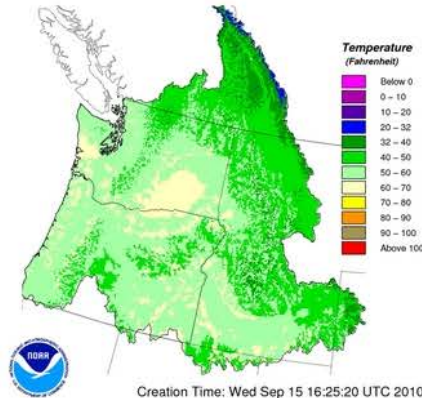 Temperature
(Fahrenheit)
Below 0
0 – 10
10 – 20
20 – 32
32 – 40
40 – 50
50 – 60
60 – 70
70 – 80
80 – 90
90 – 100
Above 100
NOAA
Creation Time: Wed Sep 15 16:25:20 UTC 2010